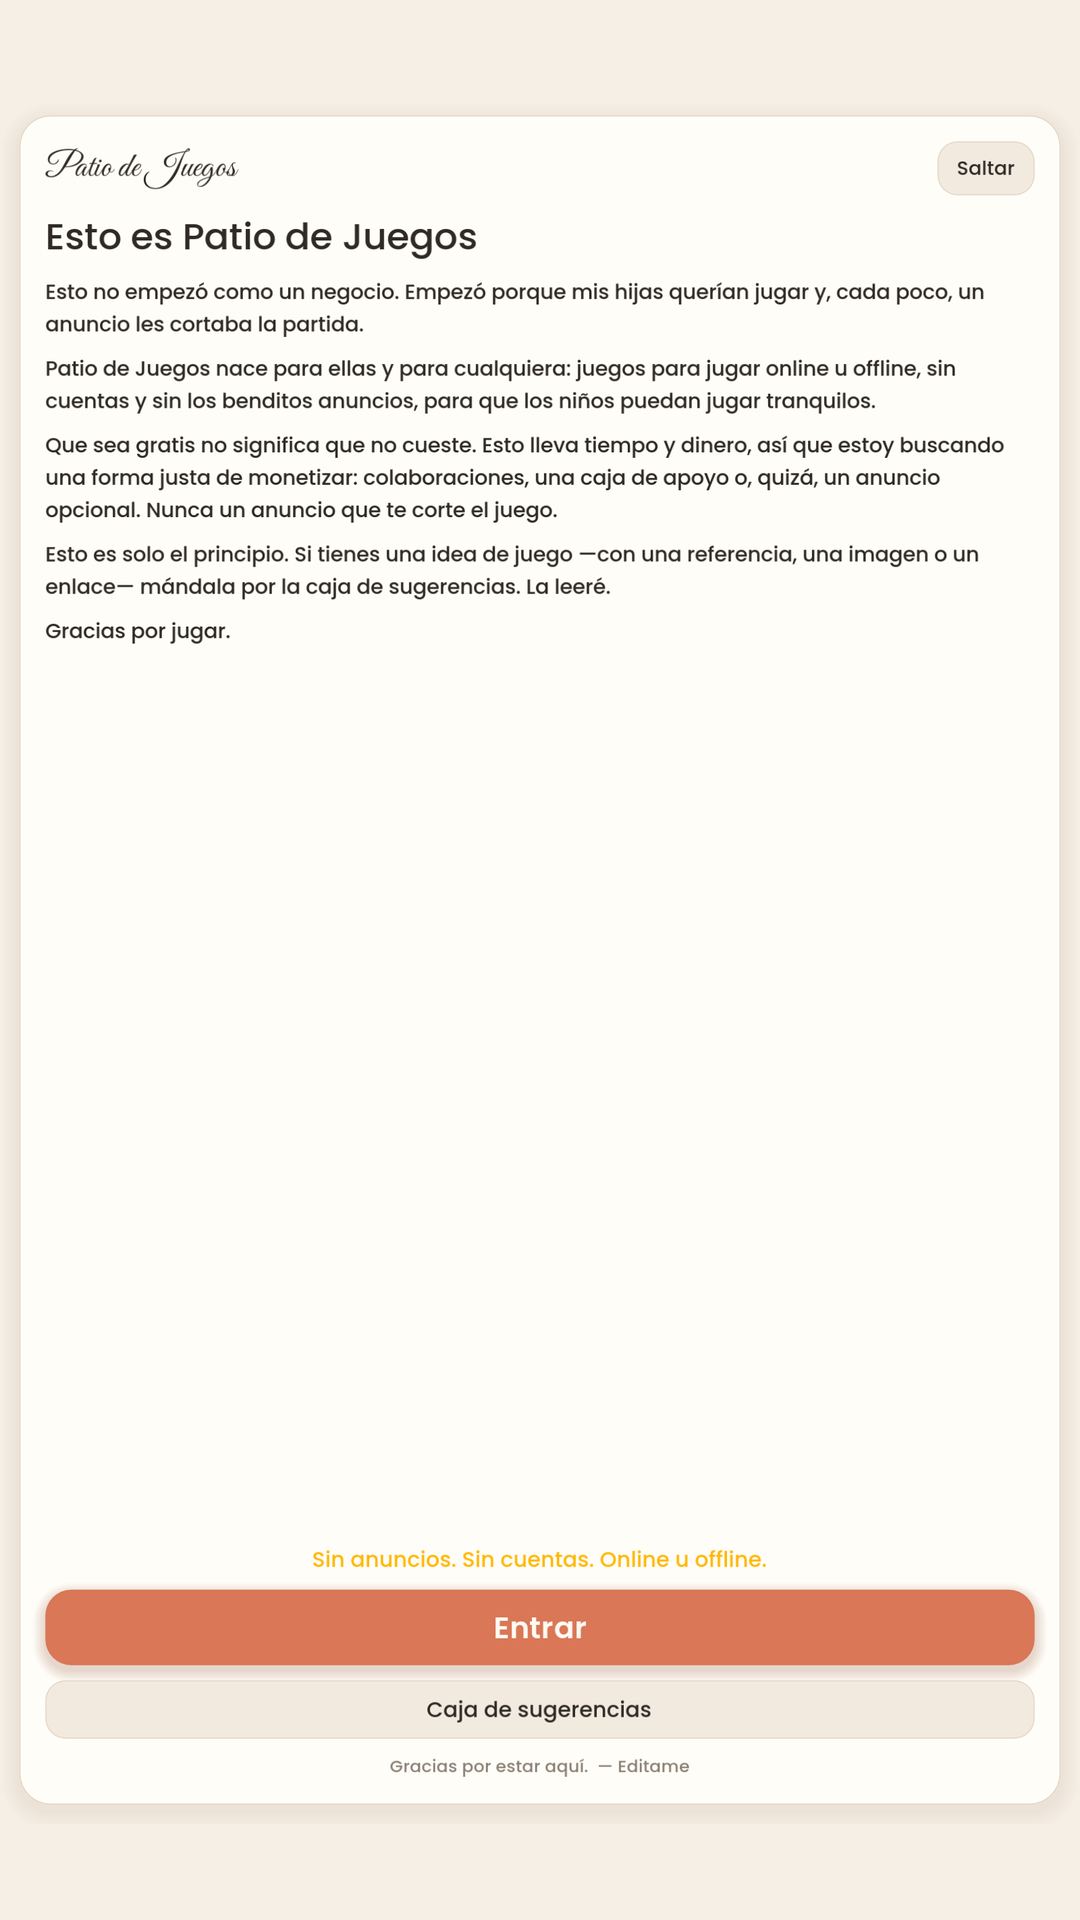 Patio de Juegos
Saltar
Esto es Patio de Juegos
Esto no empezó como un negocio. Empezó porque mis hijas querían jugar y, cada poco, un
anuncio les cortaba la partida.
Patio de Juegos nace para ellas y para cualquiera: juegos para jugar online u offline, sin
cuentas y sin los benditos anuncios, para que los niños puedan jugar tranquilos.
Que sea gratis no significa que no cueste. Esto lleva tiempo y dinero, así que estoy buscando
una forma justa de monetizar: colaboraciones, una caja de apoyo o, quizá, un anuncio
opcional. Nunca un anuncio que te corte el juego.
Esto es solo el principio. Si tienes una idea de juego —con una referencia, una imagen o un
enlace— mándala por la caja de sugerencias. La leeré.
Gracias por jugar.
Sin anuncios. Sin cuentas. Online u offline.
Entrar
Caja de sugerencias
Gracias por estar aquí. — Editame